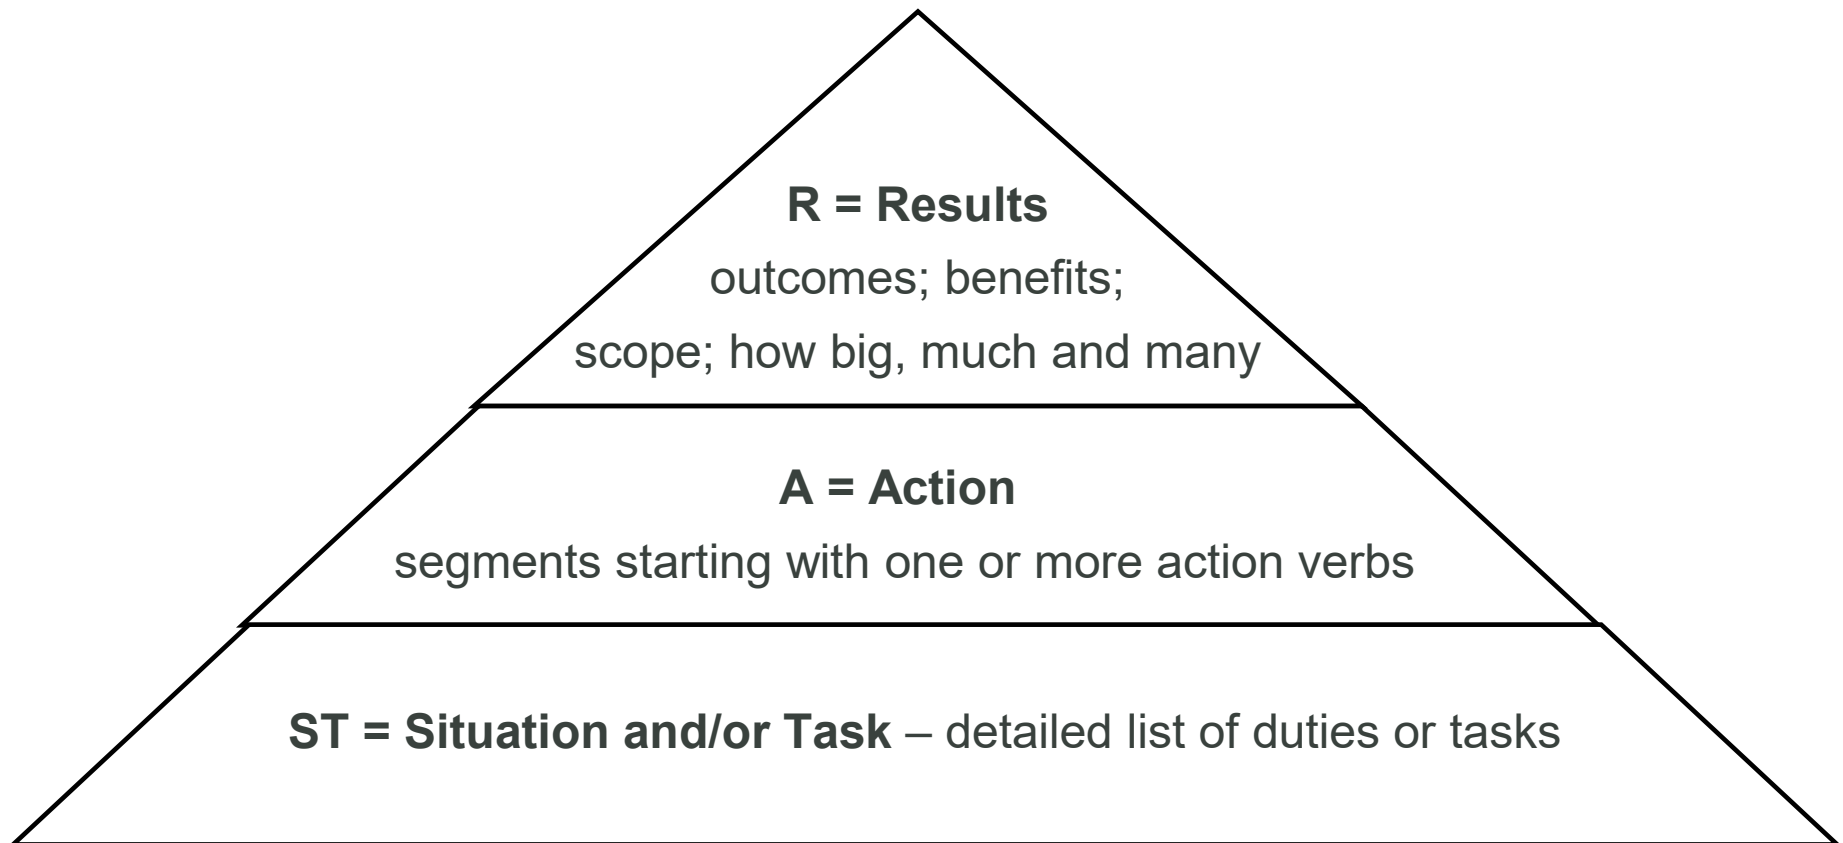 R = Results
outcomes; benefits;
scope; how big, much and many
A = Action
segments starting with one or more action verbs
ST = Situation and/or Task – detailed list of duties or tasks